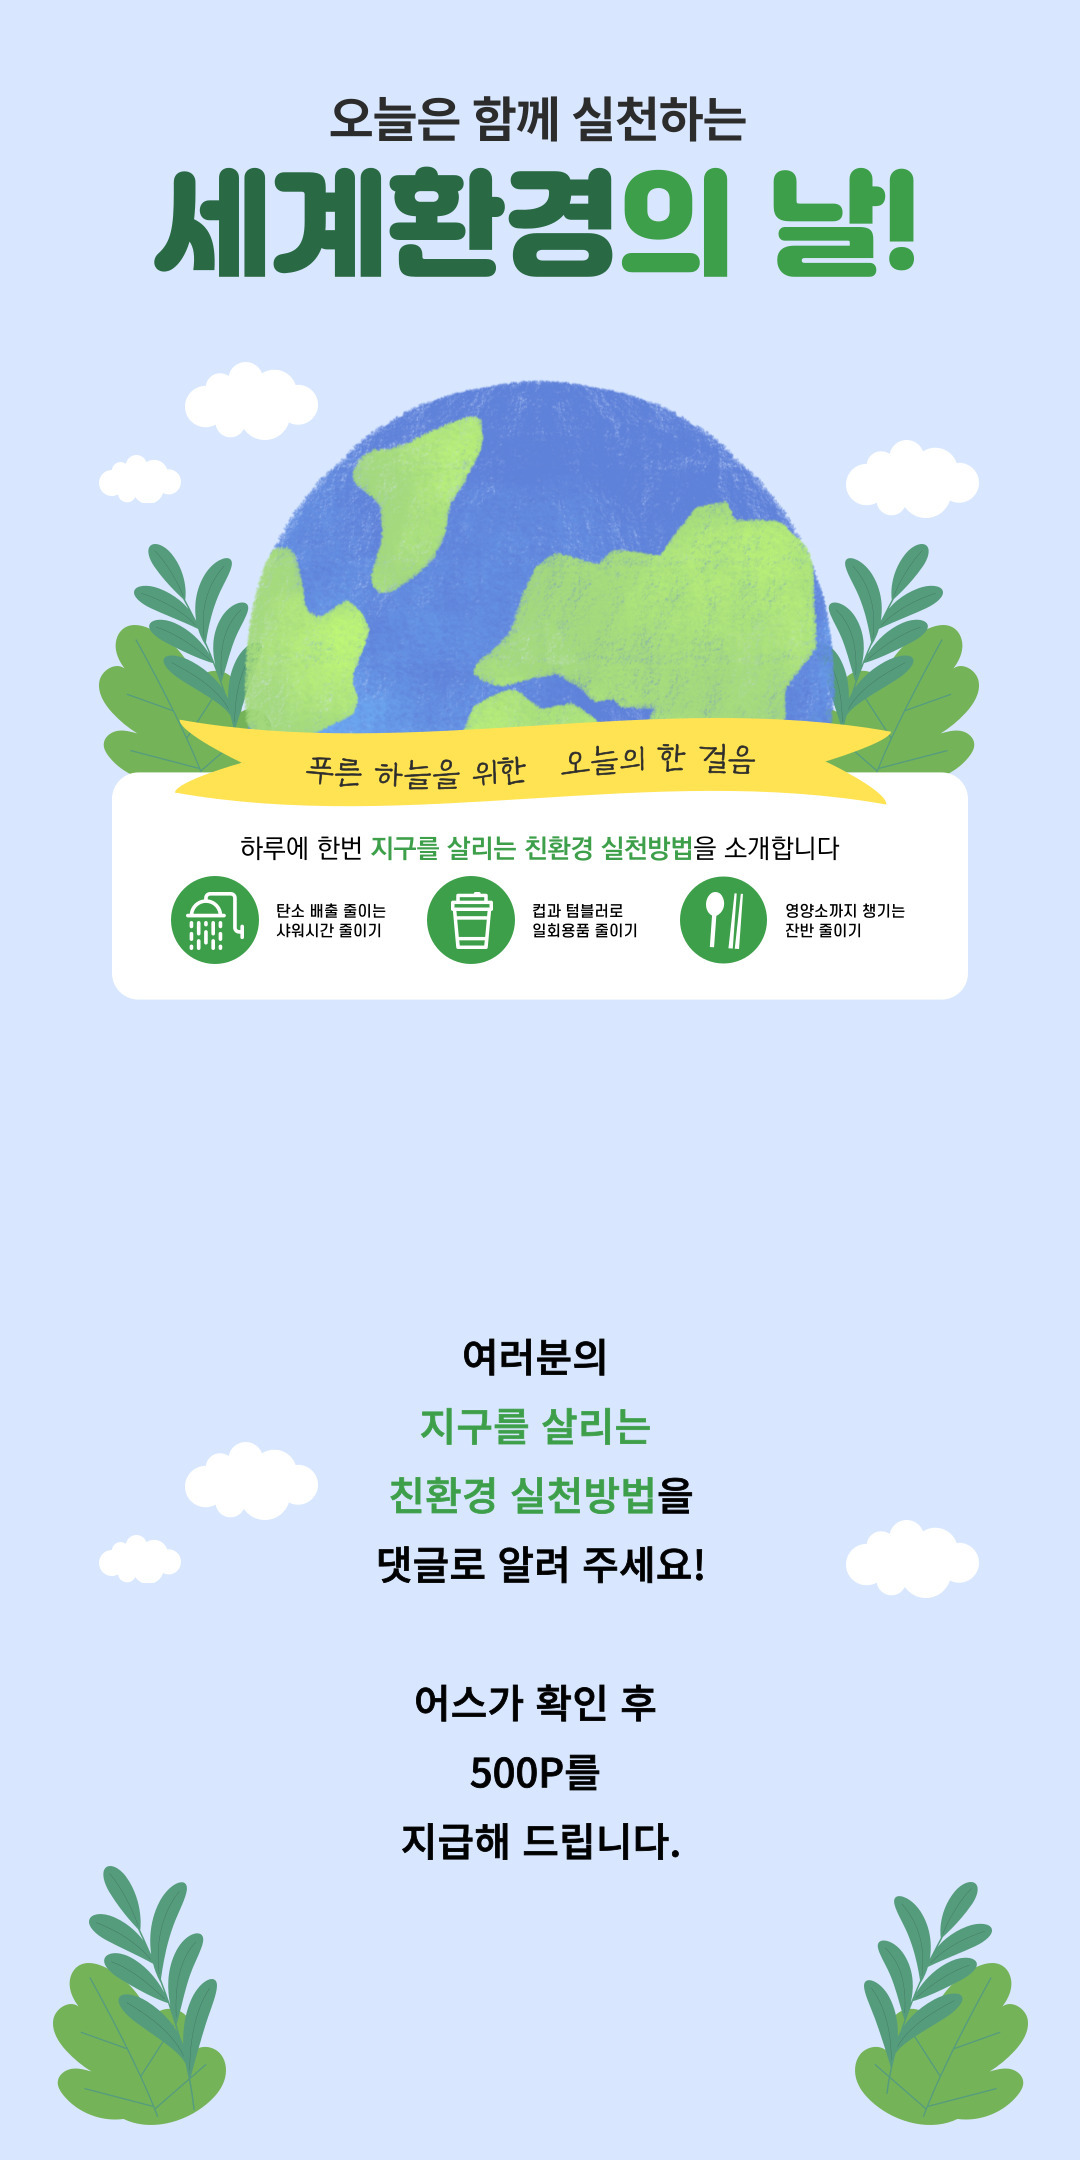 오늘은 함께 실천하는
세계환경의 날!
푸른 하늘을 위한 오늘의 한 걸음
하루에 한번 지구를 살리는 친환경 실천방법을 소개합니다
탄소 배출 줄이는
샤워시간 줄이기
컵과 텀블러로
일회용품 줄이기
영양소까지 챙기는
잔반 줄이기
여러분의
지구를 살리는
친환경 실천방법을
댓글로 알려 주세요!
어스가 확인 후
500P를
지급해 드립니다.